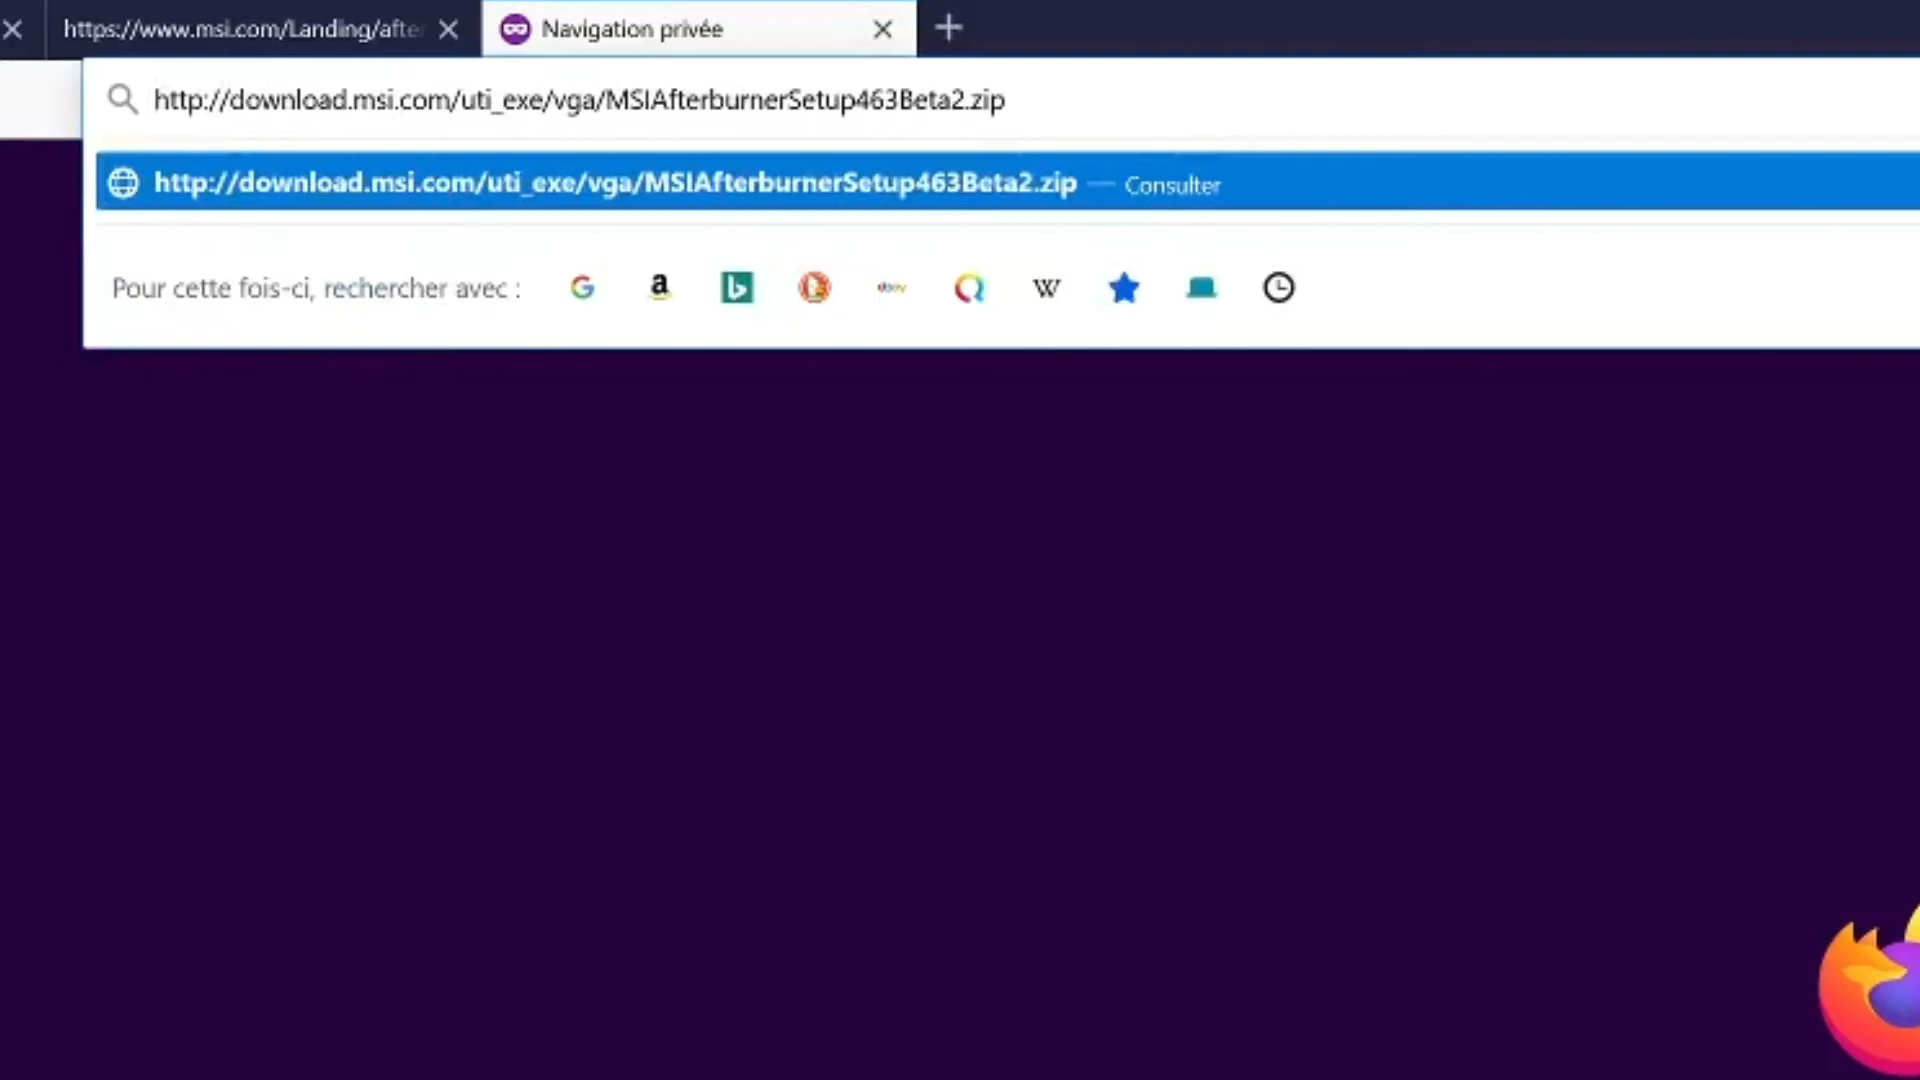 https://www.msi.com/Landing/afte
Navigation privée
http://download.msi.com/uti_exe/vga/MSIAfterburnerSetup463Beta2.zip
http://download.msi.com/uti_exe/vga/MSIAfterburnerSetup463Beta2.zip — Consulter
Pour cette fois-ci, rechercher avec : G a b ebay W